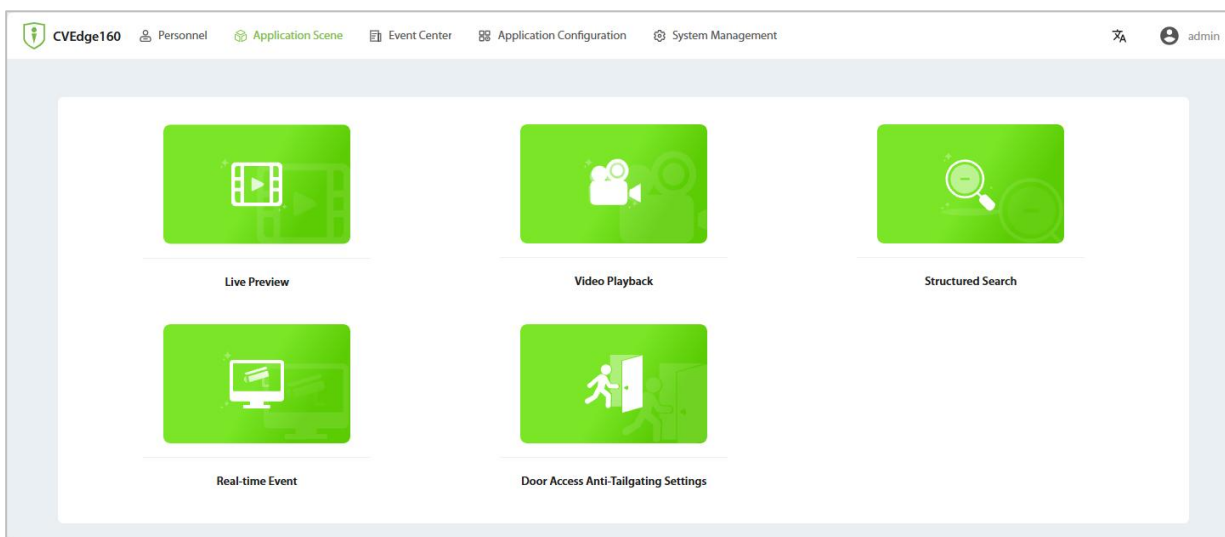 CVEdge160 Personnel Application Scene Event Center Application Configuration System Management admin
Live Preview Video Playback Structured Search
Real-time Event Door Access Anti-Tailgating Settings